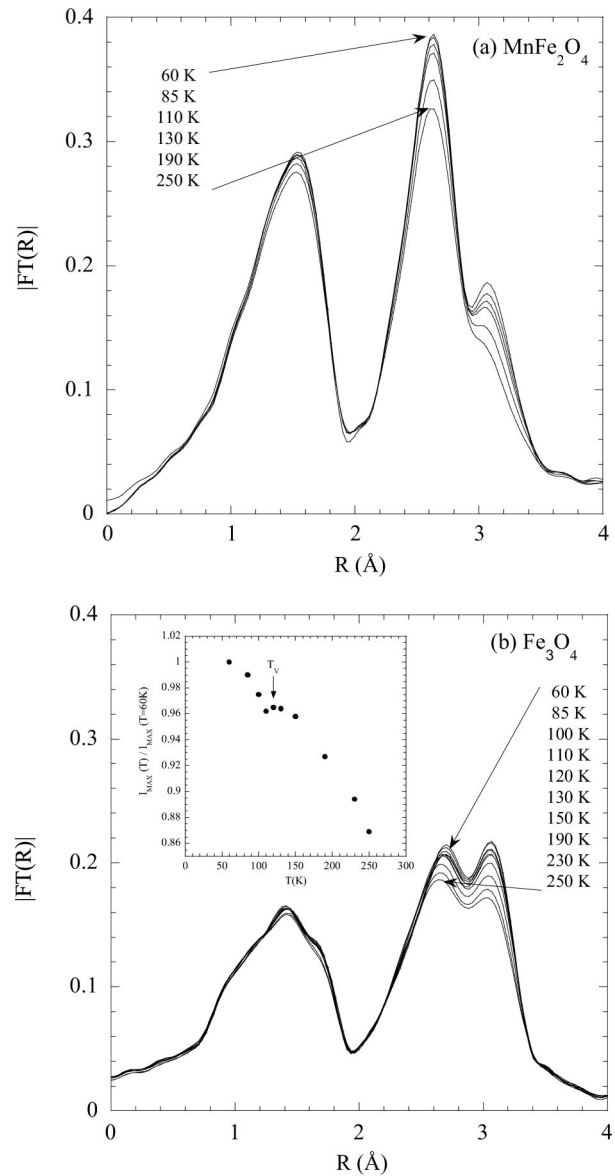 0.4
(a) MnFe2O4
60 K
85 K
110 K
130 K
190 K
250 K
0.3
|FT(R)|
0.2
0.1
0
0 1 2 3 4
R (Å)
0.4
(b) Fe3O4
1.02
1
0.98
0.96
0.94
0.92
0.9
0.88
0.86
IMAX (T) / IMAX (T=60K)
TV
0 50 100 150 200 250 300
T(K)
60 K
85 K
100 K
110 K
120 K
130 K
150 K
190 K
230 K
250 K
0.3
|FT(R)|
0.2
0.1
0
0 1 2 3 4
R (Å)